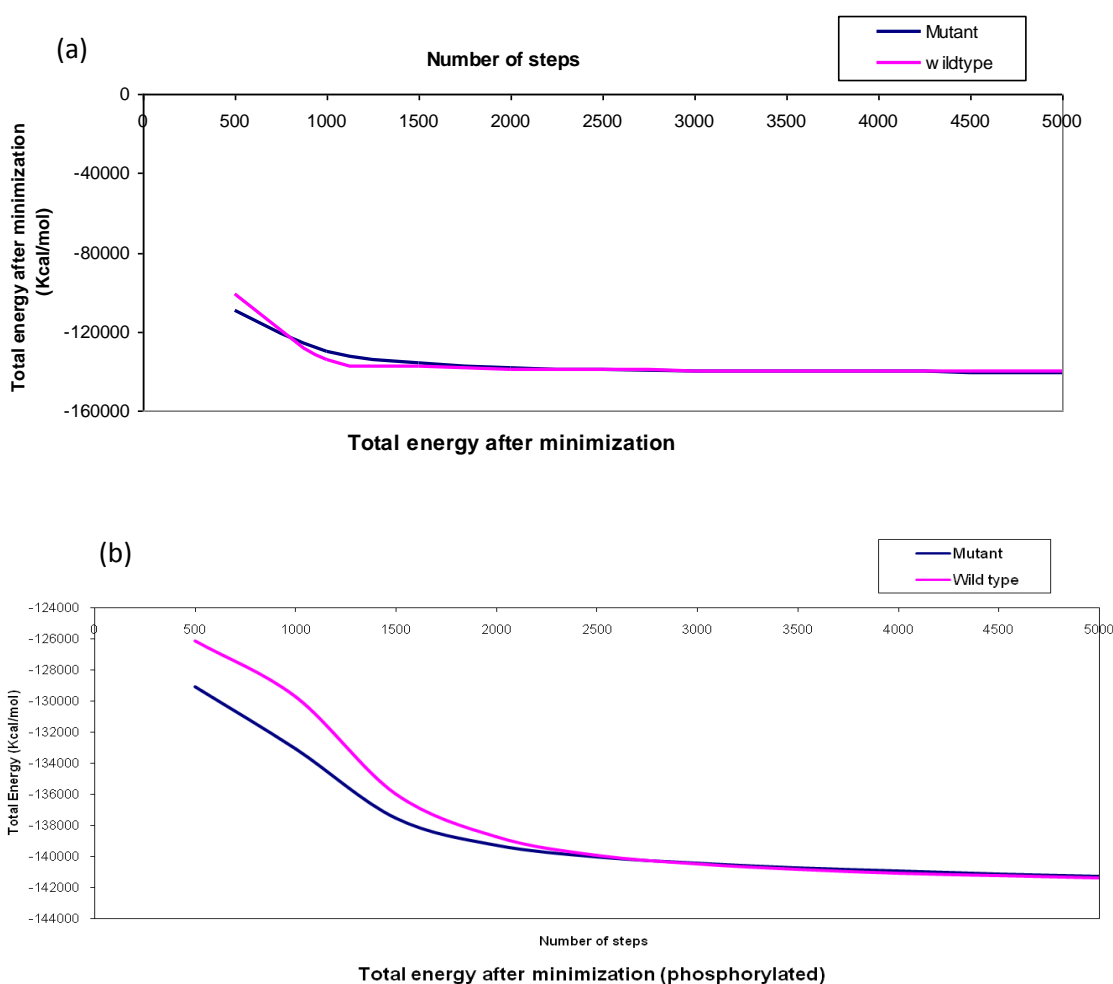 (a)
Number of steps
Mutant
wildtype
0
0 500 1000 1500 2000 2500 3000 3500 4000 4500 5000
-40000
-80000
-120000
-160000
Total energy after minimization
(Kcal/mol)
Total energy after minimization
(b)
Mutant
Wild type
-124000
0 500 1000 1500 2000 2500 3000 3500 4000 4500 5000
-126000
-128000
-130000
-132000
-134000
-136000
-138000
-140000
-142000
-144000
Total Energy (Kcal/mol)
Number of steps
Total energy after minimization (phosphorylated)